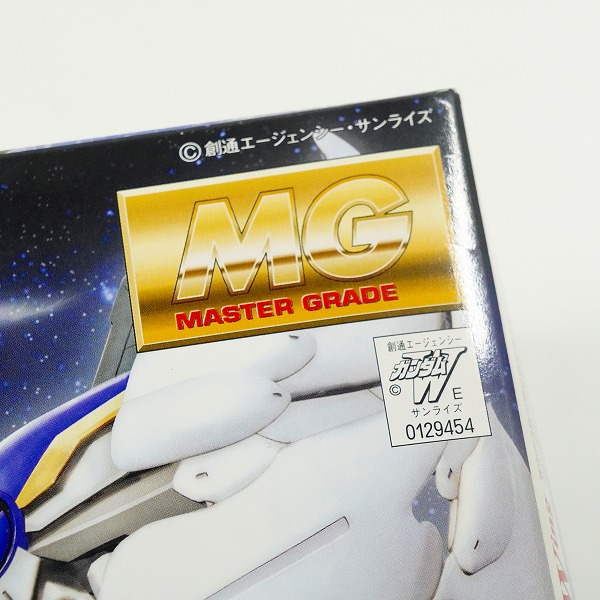 ©創通エージェンシー・サンライズ
MG
MASTER GRADE
創通エージェンシー
ガンダムW
© E
サンライズ
0129454